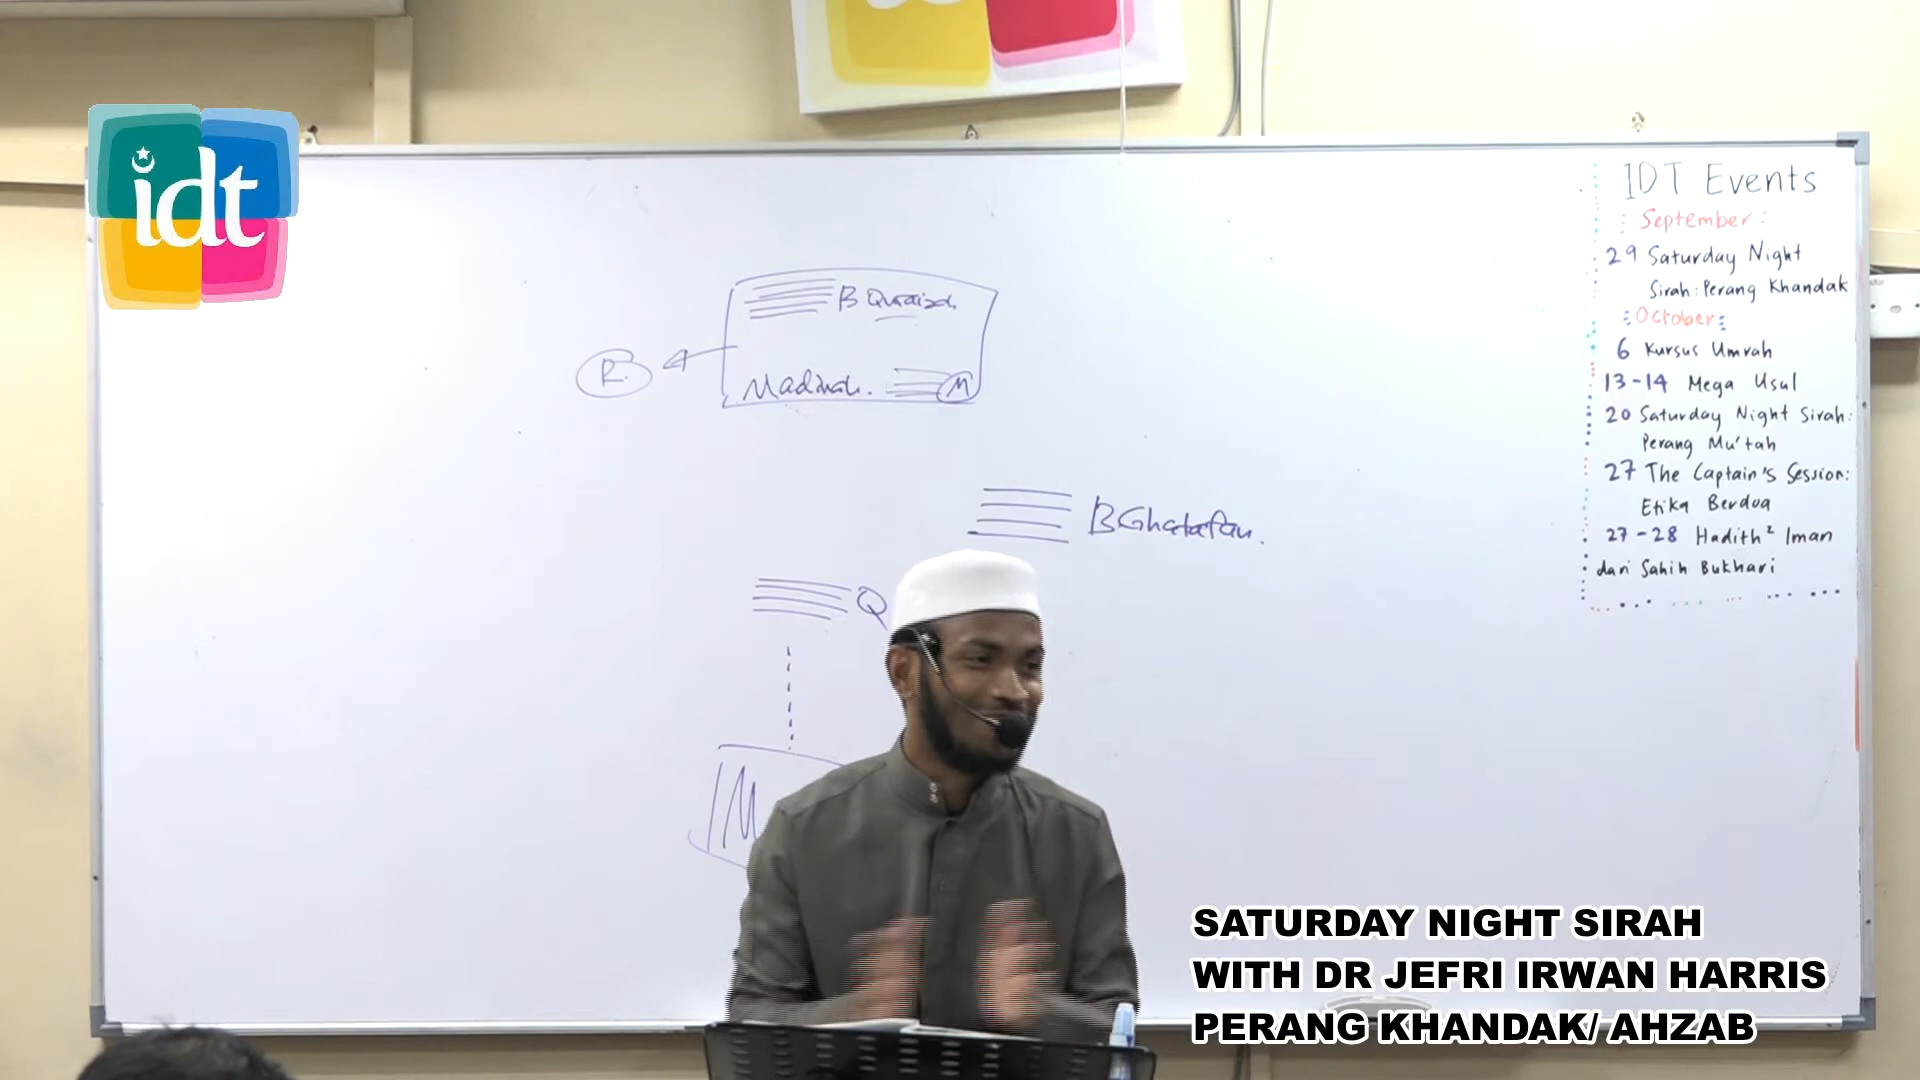 idt
B Quraizah
R.
Madinah.
M
B Ghatafan.
Q
M
IDT Events
September:
29 Saturday Night
Sirah: Perang Khandak
October:
6 Kursus Umrah
13-14 Mega Usul
20 Saturday Night Sirah:
Perang Mu'tah
27 The Captain's Session:
Etika Berdoa
27-28 Hadith² Iman
dari Sahih Bukhari
SATURDAY NIGHT SIRAH
WITH DR JEFRI IRWAN HARRIS
PERANG KHANDAK/ AHZAB